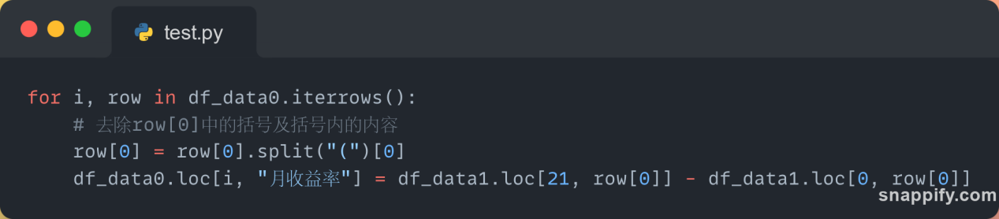 test.py
for i, row in df_data0.iterrows():
    # 去除row[0]中的括号及括号内的内容
    row[0] = row[0].split("(")[0]
    df_data0.loc[i, "月收益率"] = df_data1.loc[21, row[0]] - df_data1.loc[0, row[0]]
snappify.com